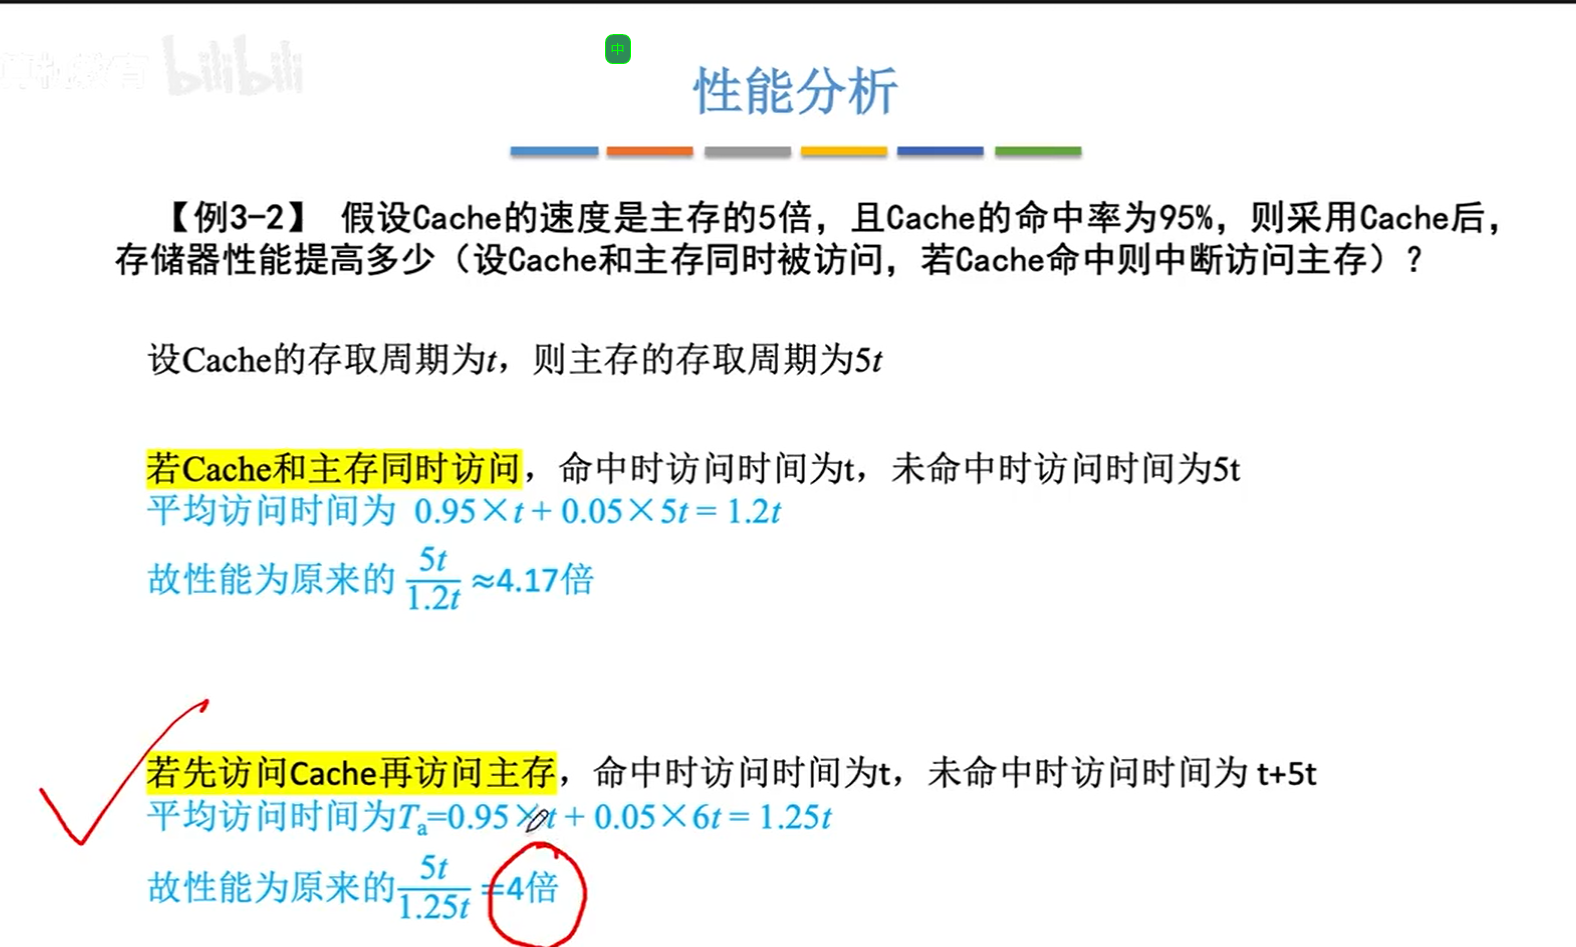 bilibili
中
性能分析
【例3-2】 假设Cache的速度是主存的5倍，且Cache的命中率为95%，则采用Cache后，
存储器性能提高多少（设Cache和主存同时被访问，若Cache命中则中断访问主存）？
设Cache的存取周期为t，则主存的存取周期为5t
若Cache和主存同时访问，命中时访问时间为t，未命中时访问时间为5t
平均访问时间为 0.95×t + 0.05×5t = 1.2t
故性能为原来的 5t/1.2t ≈4.17倍
若先访问Cache再访问主存，命中时访问时间为t，未命中时访问时间为 t+5t
平均访问时间为Ta=0.95×t + 0.05×6t = 1.25t
故性能为原来的 5t/1.25t =4倍